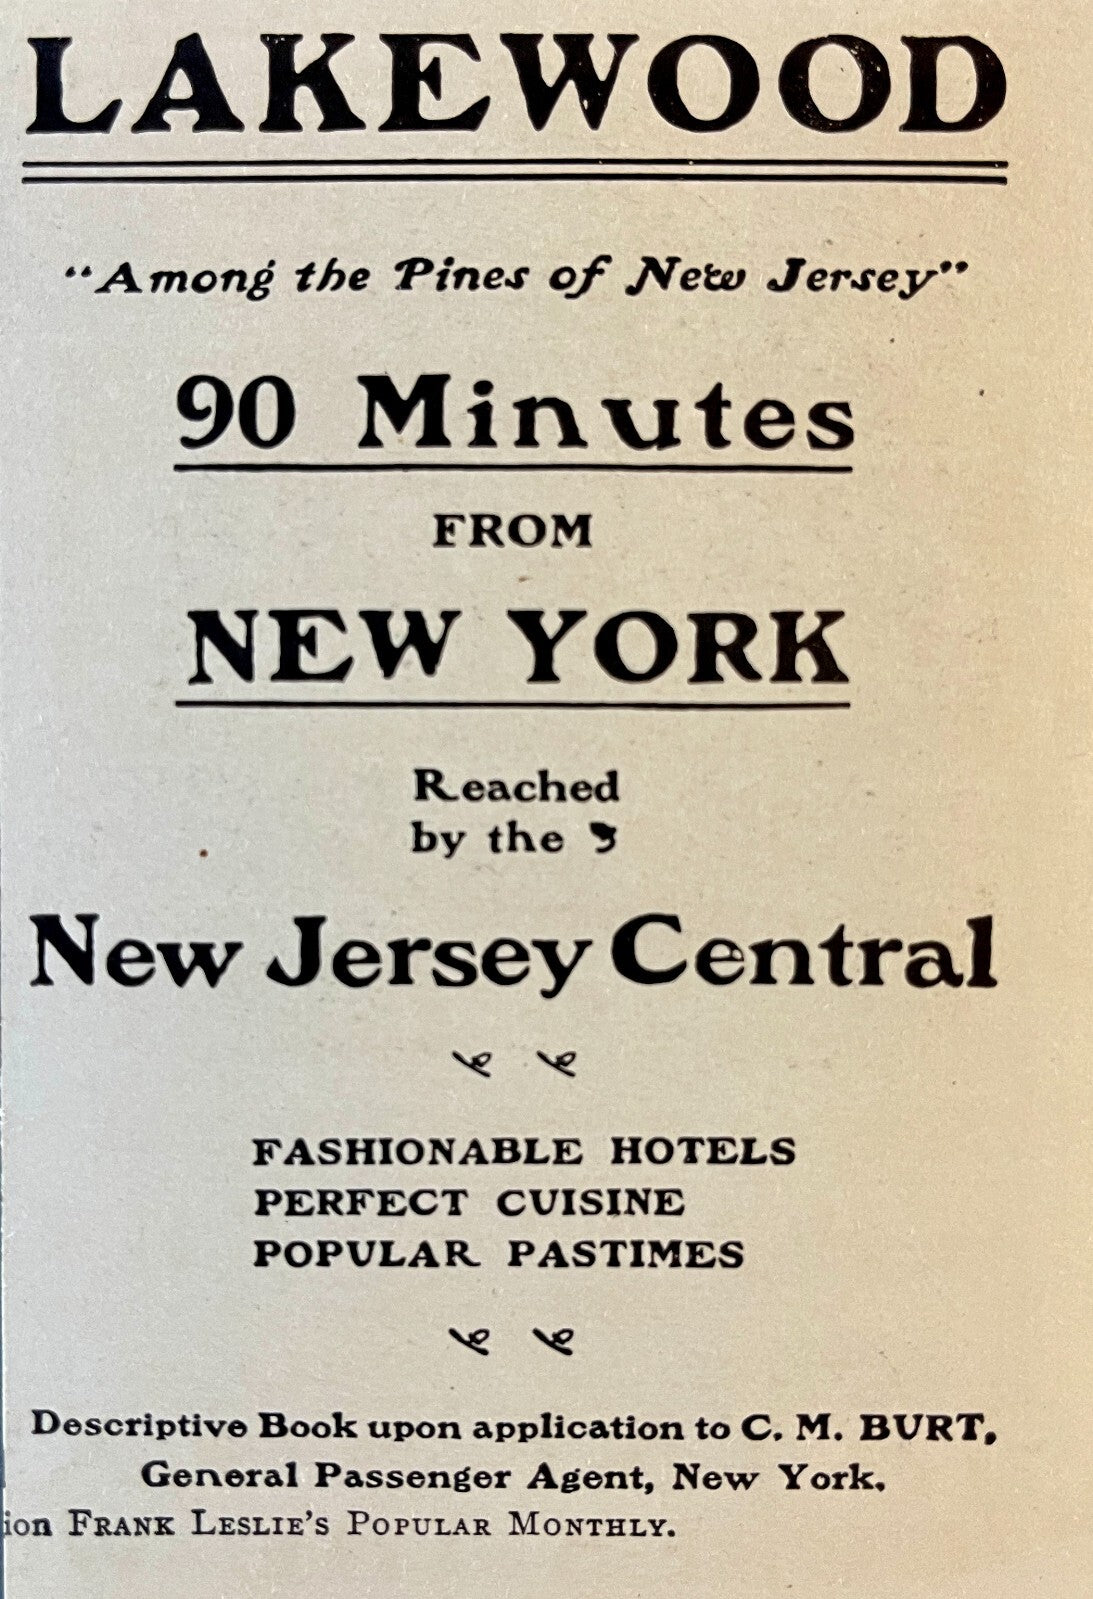 LAKEWOOD
"Among the Pines of New Jersey"
90 Minutes
FROM
NEW YORK
Reached
by the
New Jersey Central
FASHIONABLE HOTELS
PERFECT CUISINE
POPULAR PASTIMES
Descriptive Book upon application to C. M. BURT,
General Passenger Agent, New York.
ion FRANK LESLIE'S POPULAR MONTHLY.